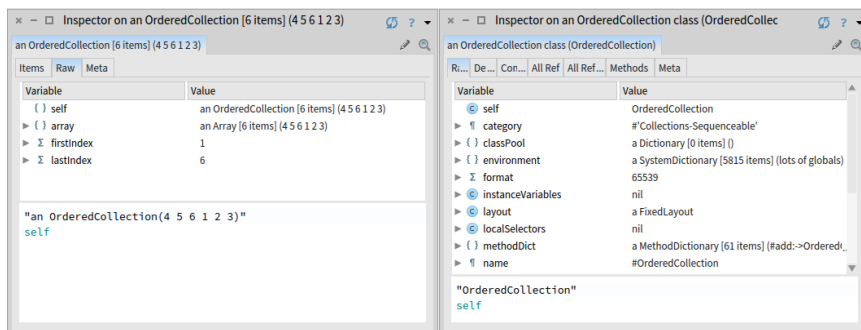 Inspector on an OrderedCollection [6 items] (4 5 6 1 2 3)
?
an OrderedCollection [6 items] (4 5 6 1 2 3)
Items Raw Meta
Variable Value
{ } self an OrderedCollection [6 items] (4 5 6 1 2 3)
{ } array an Array [6 items] (4 5 6 1 2 3)
Σ firstIndex 1
Σ lastIndex 6
"an OrderedCollection(4 5 6 1 2 3)"
self
Inspector on an OrderedCollection class (OrderedCollec
?
an OrderedCollection class (OrderedCollection)
Ri... De... Con... All Ref All Ref... Methods Meta
Variable Value
C self OrderedCollection
¶ category #'Collections-Sequenceable'
{ } classPool a Dictionary [0 items] ()
{ } environment a SystemDictionary [5815 items] (lots of globals)
Σ format 65539
C instanceVariables nil
C layout a FixedLayout
C localSelectors nil
{ } methodDict a MethodDictionary [61 items] (#add:->Ordered(
¶ name #OrderedCollection
"OrderedCollection"
self